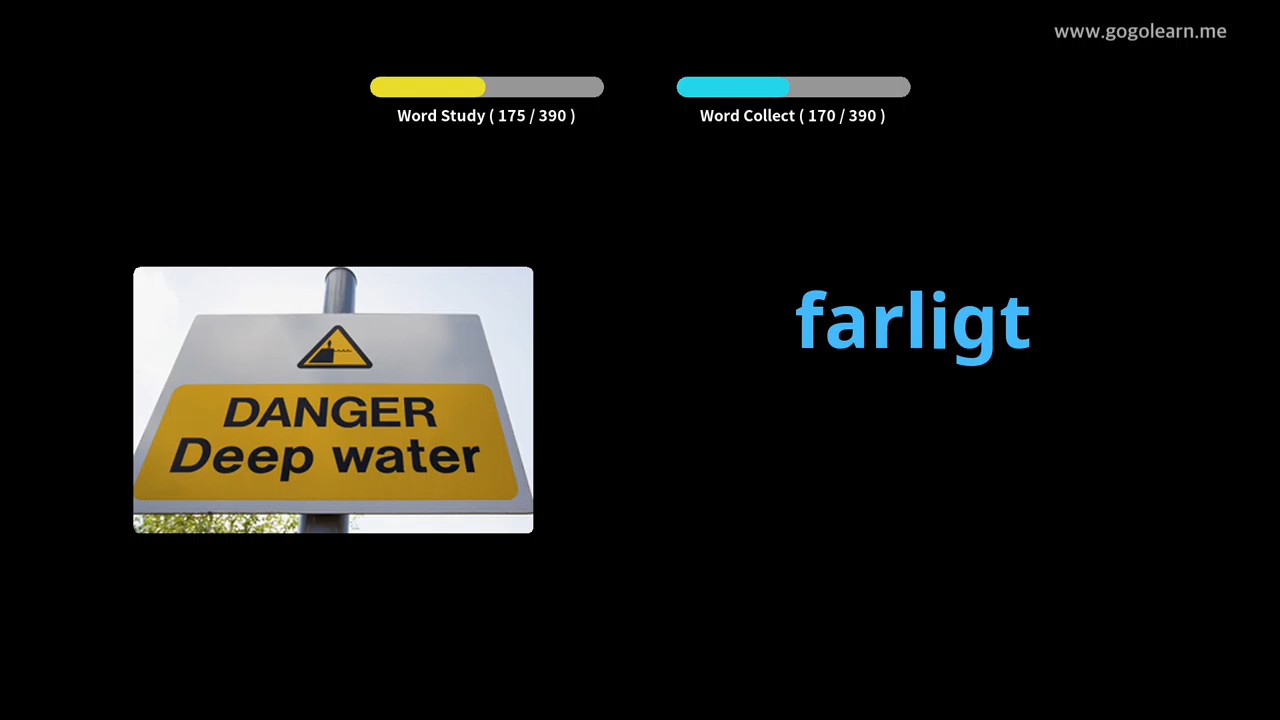 www.gogolearn.me
Word Study ( 175 / 390 )
Word Collect ( 170 / 390 )
DANGER
Deep water
farligt